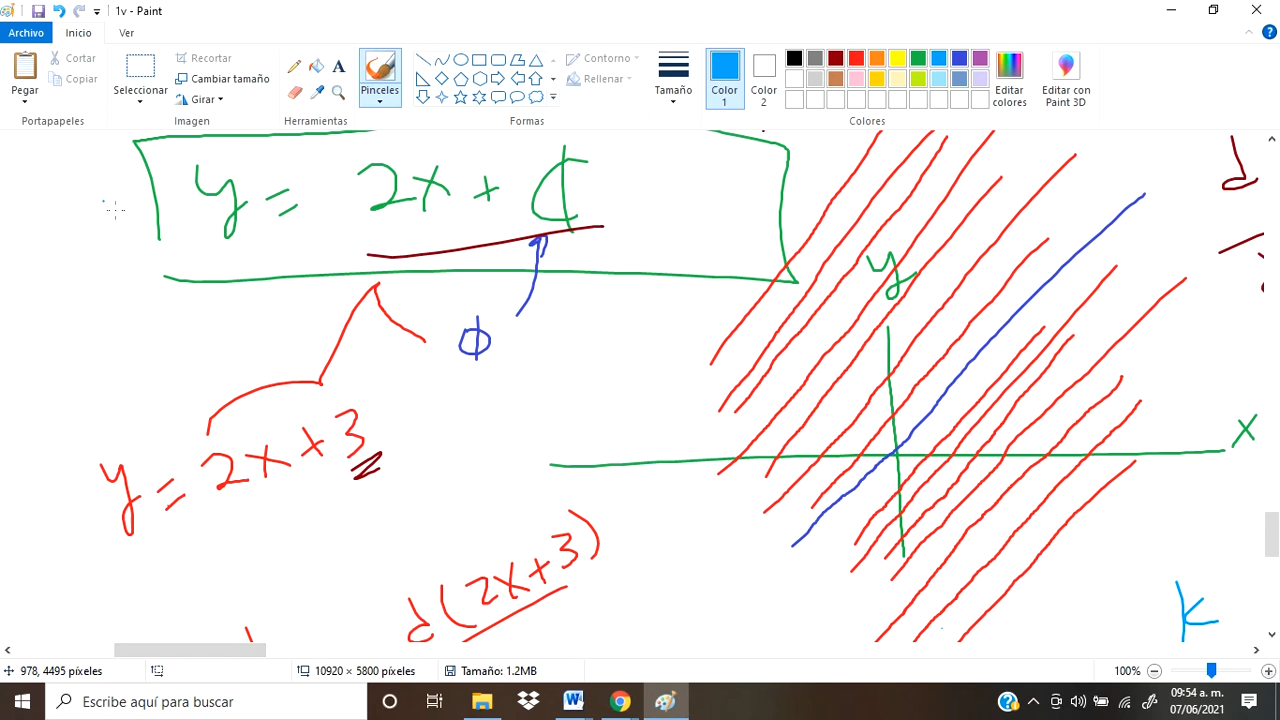 1v - Paint
Archivo Inicio Ver
Pegar Cortar Copiar Portapapeles
Seleccionar Recortar Cambiar tamaño Girar Imagen
A Herramientas
Pinceles
Contorno Rellenar Formas
Tamaño
Color 1 Color 2 Editar colores Colores
Editar con Paint 3D
y = 2x + C
y
x
y = 2x + 3
d(2x+3)
k
978, 4495 píxeles 10920 × 5800 píxeles Tamaño: 1.2MB 100%
Escribe aquí para buscar
09:54 a. m.
07/06/2021